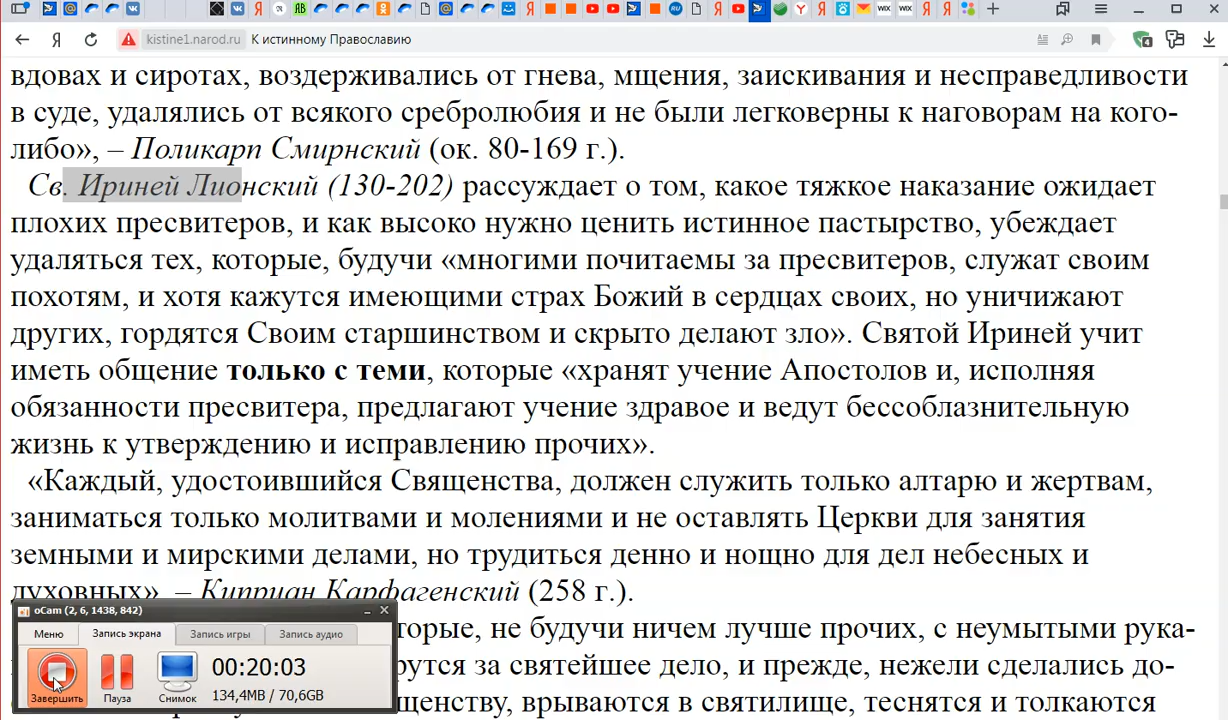 kistine1.narod.ru К истинному Православию
вдовах и сиротах, воздерживались от гнева, мщения, заискивания и несправедливости
в суде, удалялись от всякого сребролюбия и не были легковерны к наговорам на кого-
либо», – Поликарп Смирнский (ок. 80-169 г.).
Св. Ириней Лионский (130-202) рассуждает о том, какое тяжкое наказание ожидает
плохих пресвитеров, и как высоко нужно ценить истинное пастырство, убеждает
удаляться тех, которые, будучи «многими почитаемы за пресвитеров, служат своим
похотям, и хотя кажутся имеющими страх Божий в сердцах своих, но уничижают
других, гордятся Своим старшинством и скрыто делают зло». Святой Ириней учит
иметь общение только с теми, которые «хранят учение Апостолов и, исполняя
обязанности пресвитера, предлагают учение здравое и ведут бессоблазнительную
жизнь к утверждению и исправлению прочих».
«Каждый, удостоившийся Священства, должен служить только алтарю и жертвам,
заниматься только молитвами и молениями и не оставлять Церкви для занятия
земными и мирскими делами, но трудиться денно и нощно для дел небесных и
духовных», – Киприан Карфагенский (258 г.).
торые, не будучи ничем лучше прочих, с неумытыми рука-
рутся за святейшее дело, и прежде, нежели сделались до-
щенству, врываются в святилище, теснятся и толкаются
oCam (2, 6, 1438, 842)
Меню Запись экрана Запись игры Запись аудио
00:20:03
134,4MB / 70,6GB
Завершить Пауза Снимок